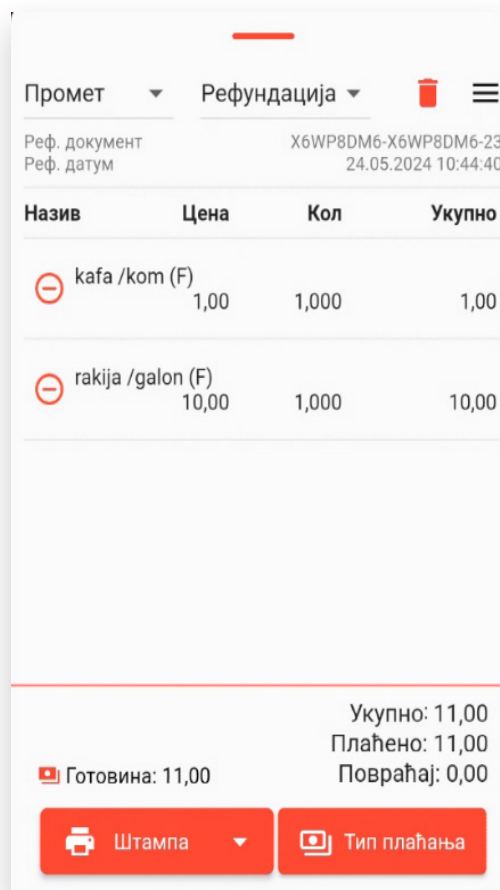 Промет Рефундација
Реф. документ X6WP8DM6-X6WP8DM6-23
Реф. датум 24.05.2024 10:44:40
Назив Цена Кол Укупно
kafa /kom (F)
1,00 1,000 1,00
rakija /galon (F)
10,00 1,000 10,00
Укупно: 11,00
Плаћено: 11,00
Готовина: 11,00 Повраћај: 0,00
Штампа Тип плаћања